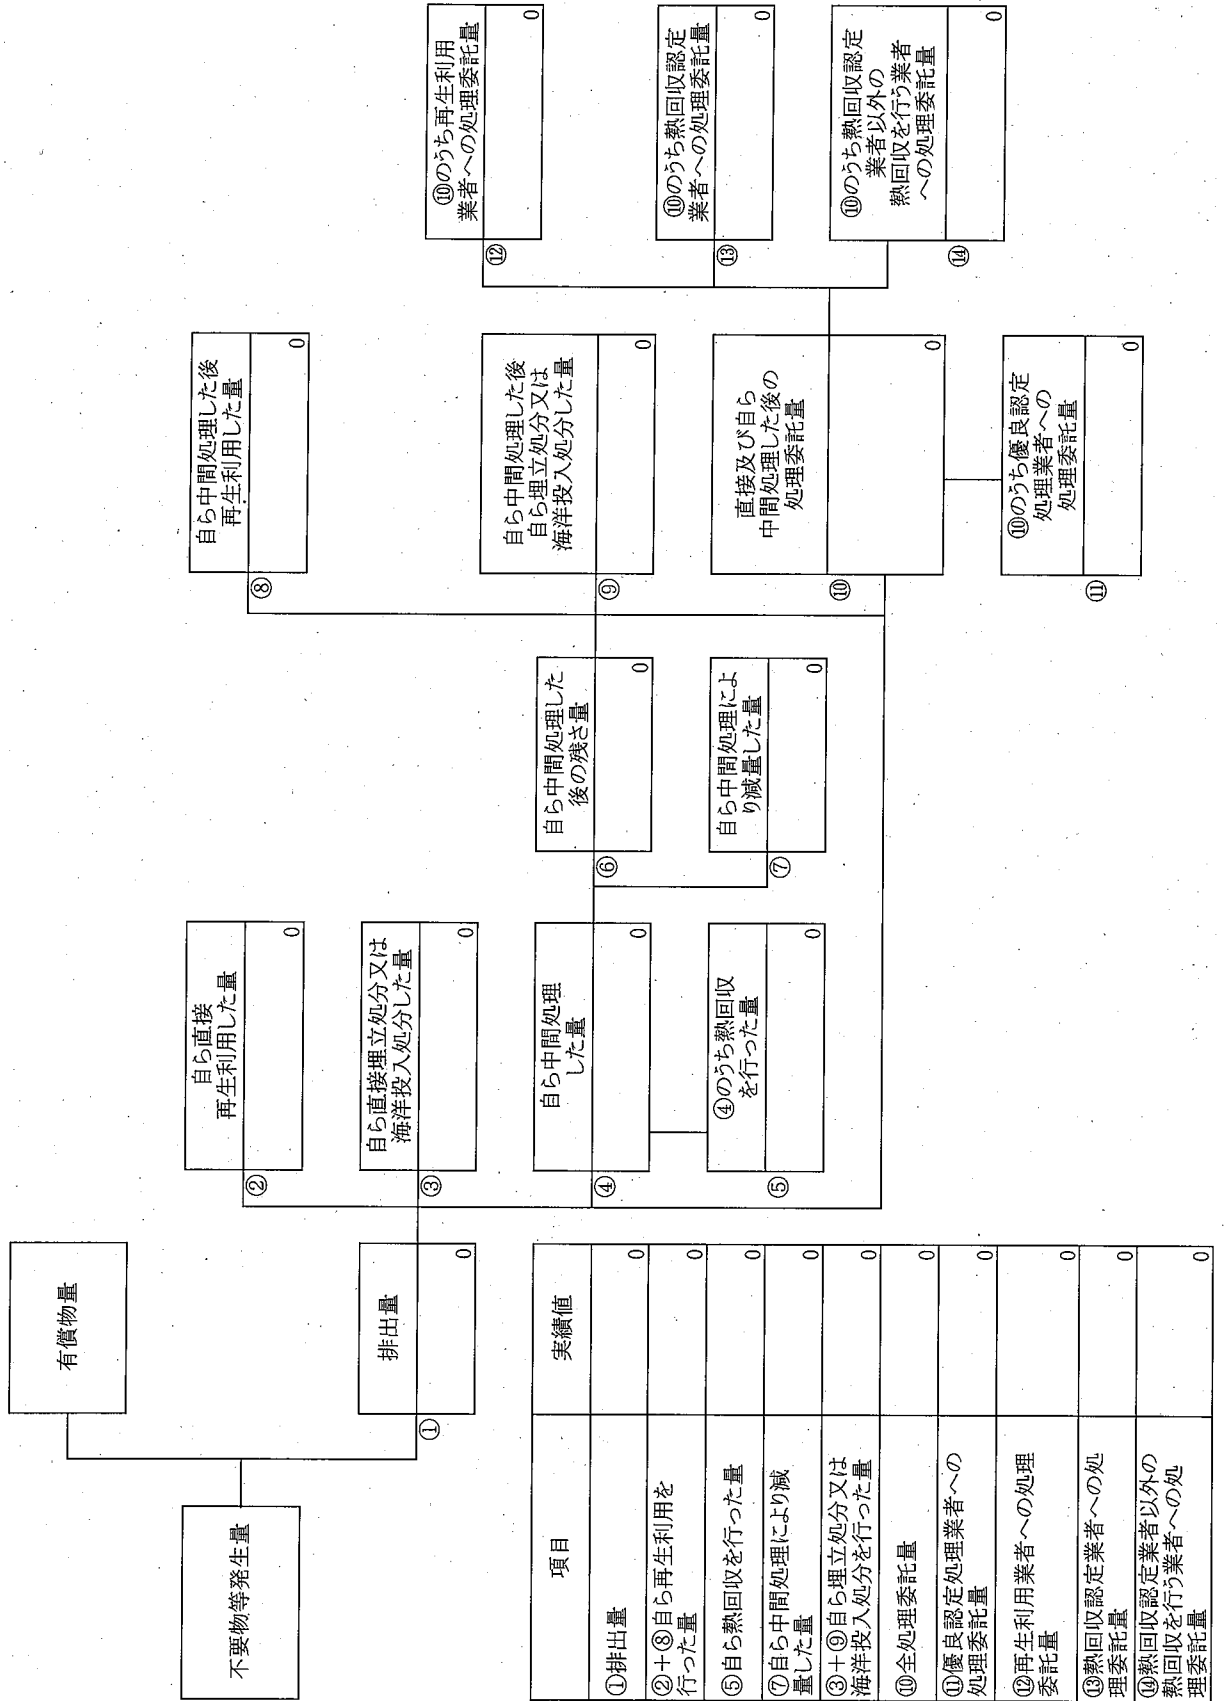 不要物等発生量
有償物量
排出量
①
0
自ら直接
再生利用した量
②
0
自ら直接埋立処分又は
海洋投入処分した量
③
0
自ら中間処理
した量
④
0
④のうち熱回収
を行った量
⑤
0
自ら中間処理した
後の残さ量
⑥
0
自ら中間処理によ
り減量した量
⑦
0
自ら中間処理した後
再生利用した量
⑧
0
自ら中間処理した後
自ら埋立処分又は
海洋投入処分した量
⑨
0
直接及び自ら
中間処理した後の
処理委託量
⑩
0
⑩のうち優良認定
処理業者への
処理委託量
⑪
0
⑩のうち再生利用
業者への処理委託量
⑫
0
⑩のうち熱回収認定
業者への処理委託量
⑬
0
⑩のうち熱回収認定
業者以外の
熱回収を行う業者
への処理委託量
⑭
0
項目 実績値
①排出量 0
②+⑧自ら再生利用を
行った量 0
⑤自ら熱回収を行った量 0
⑦自ら中間処理により減
量した量 0
③+⑨自ら埋立処分又は
海洋投入処分を行った量 0
⑩全処理委託量 0
⑪優良認定処理業者への
処理委託量 0
⑫再生利用業者への処理
委託量 0
⑬熱回収認定業者への処
理委託量 0
⑭熱回収認定業者以外の
熱回収を行う業者への処
理委託量 0